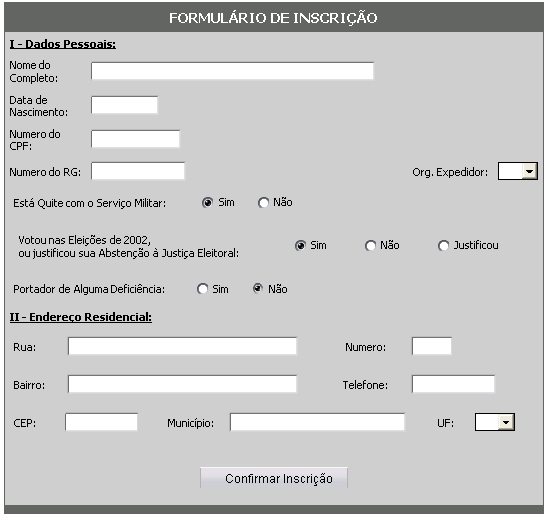 FORMULÁRIO DE INSCRIÇÃO
I - Dados Pessoais:
Nome do
Completo:
Data de
Nascimento:
Numero do
CPF:
Numero do RG:
Org. Expedidor:
Está Quite com o Serviço Militar: Sim Não
Votou nas Eleições de 2002,
ou justificou sua Abstenção à Justiça Eleitoral: Sim Não Justificou
Portador de Alguma Deficiência: Sim Não
II - Endereço Residencial:
Rua: Numero:
Bairro: Telefone:
CEP: Município: UF:
Confirmar Inscrição